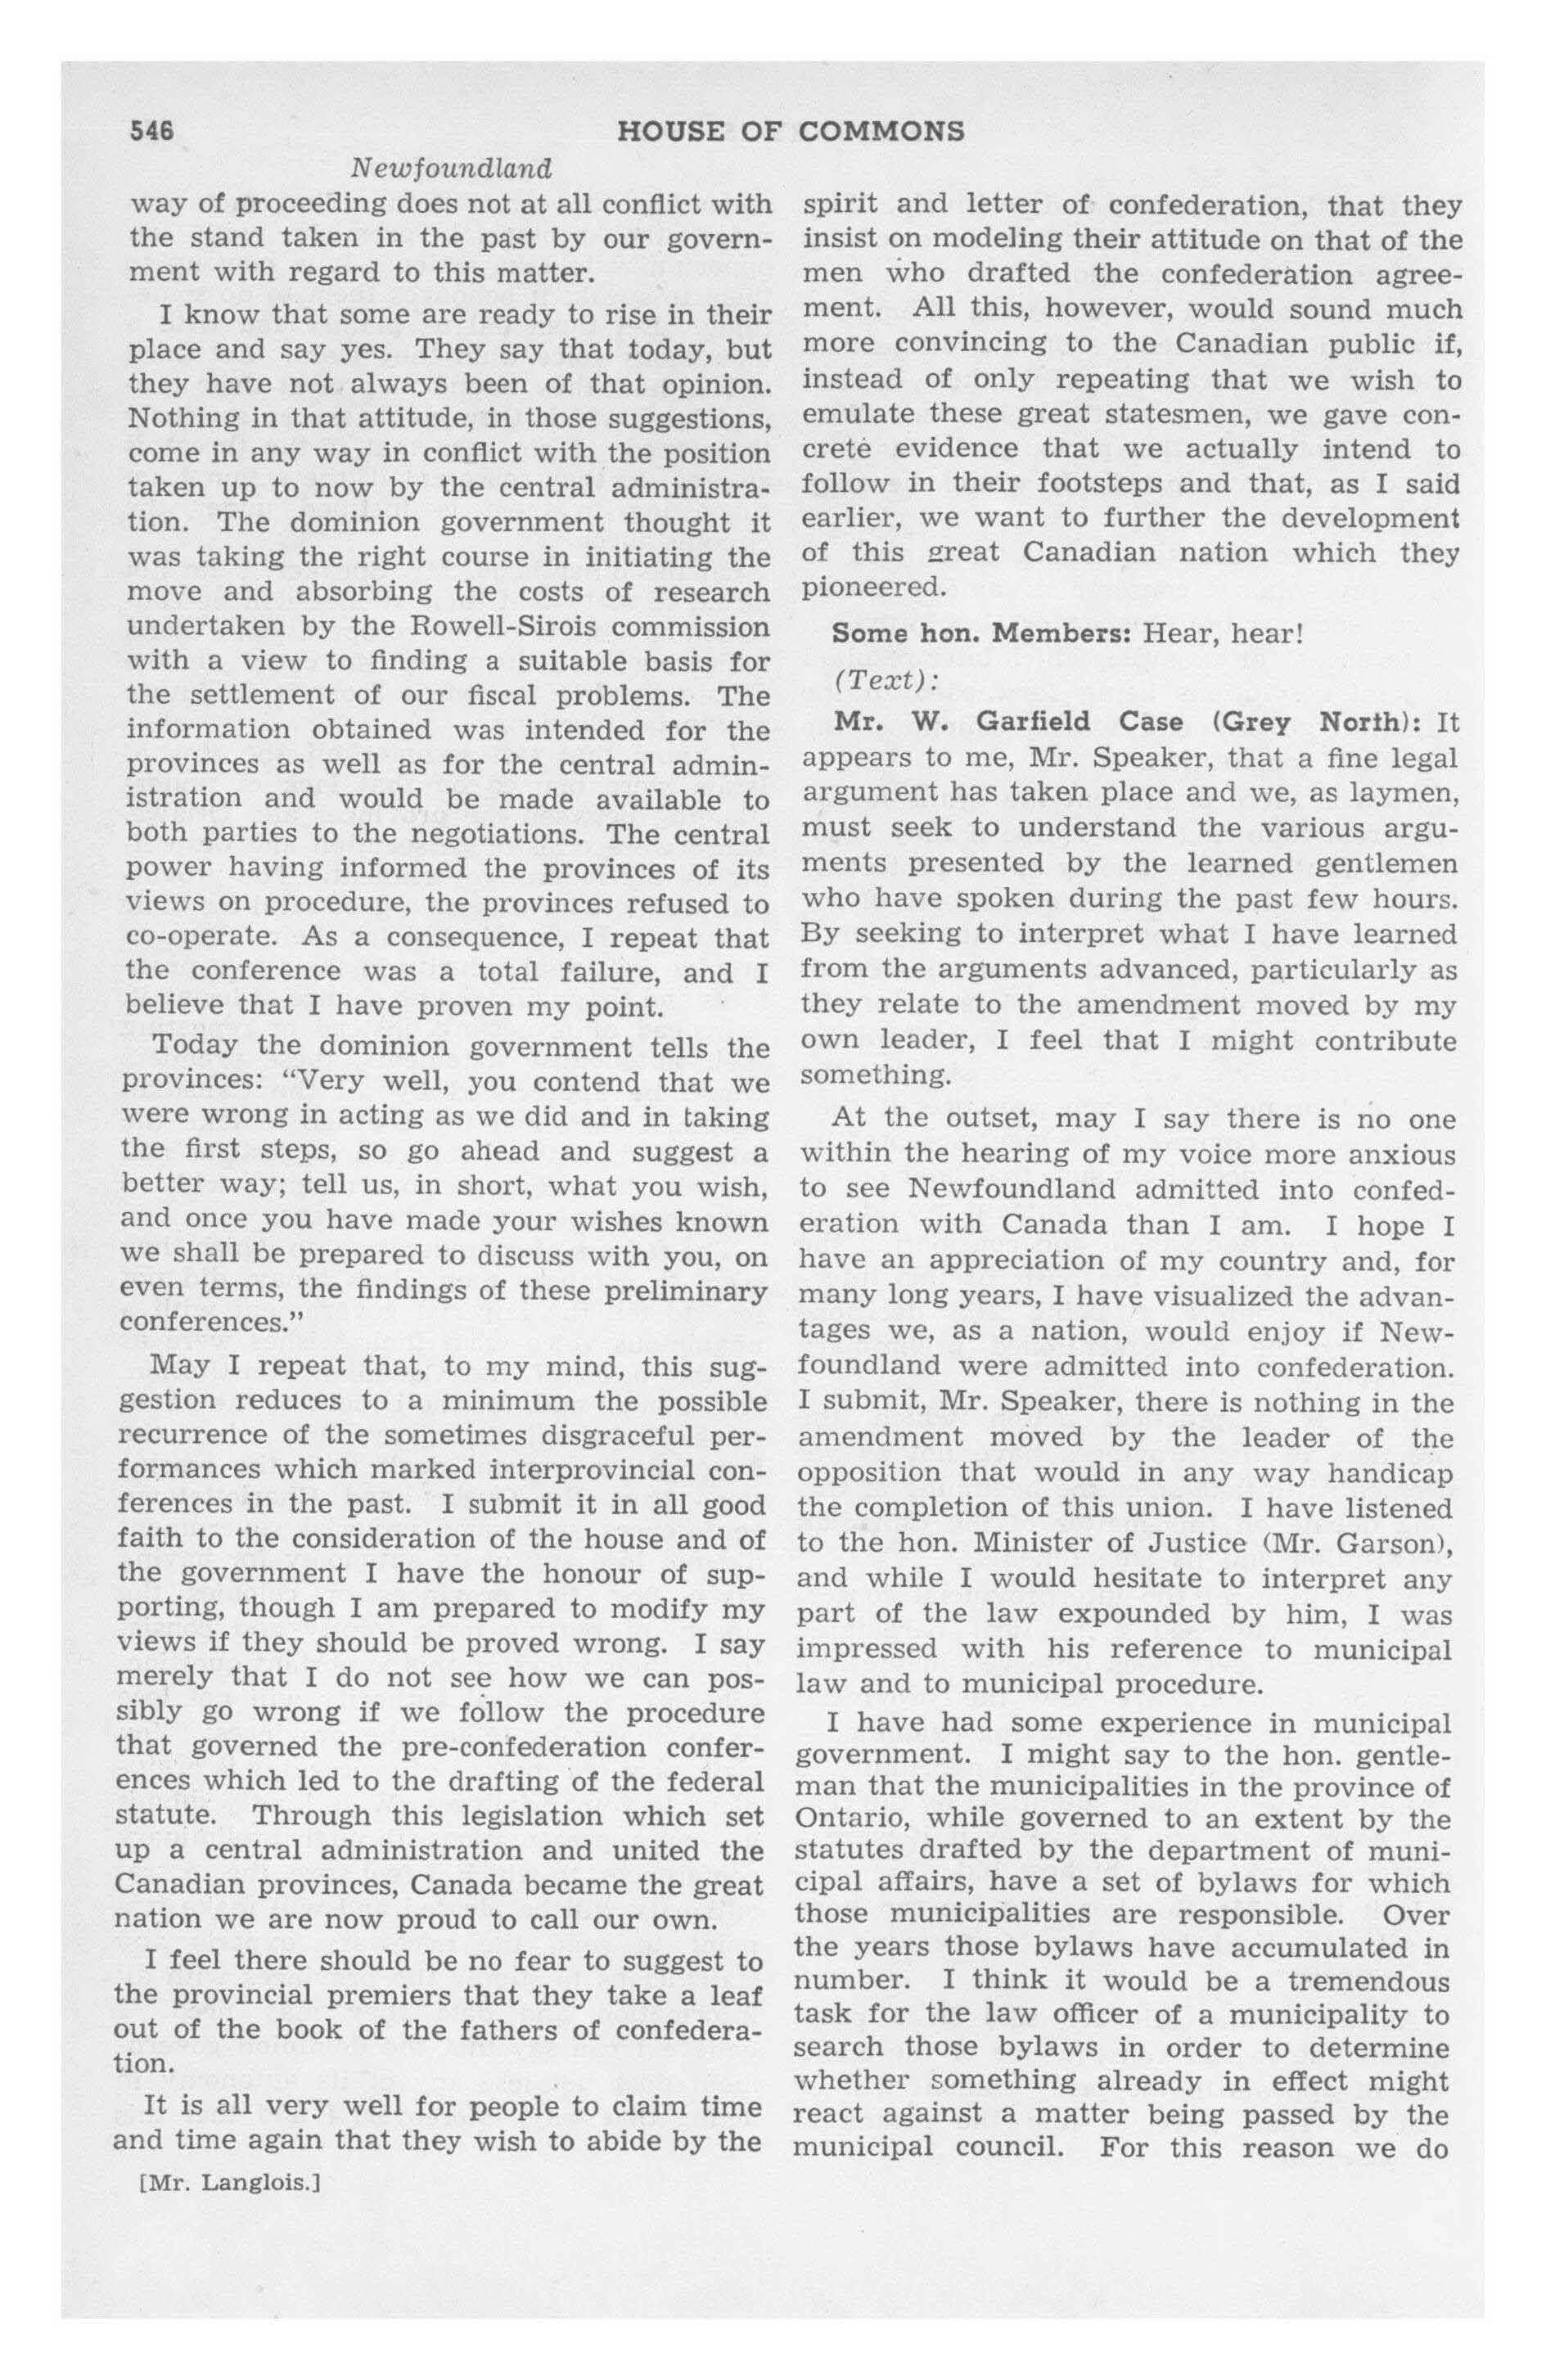 546
HOUSE OF COMMONS
Newfoundland
way of proceeding does not at all conflict with
the stand taken in the past by our govern-
ment with regard to this matter.
I know that some are ready to rise in their
place and say yes. They say that today, but
they have not always been of that opinion.
Nothing in that attitude, in those suggestions,
come in any way in conflict with the position
taken up to now by the central administra-
tion. The dominion government thought it
was taking the right course in initiating the
move and absorbing the costs of research
undertaken by the Rowell-Sirois commission
with a view to finding a suitable basis for
the settlement of our fiscal problems. The
information obtained was intended for the
provinces as well as for the central admin-
istration and would be made available to
both parties to the negotiations. The central
power having informed the provinces of its
views on procedure, the provinces refused to
co-operate. As a consequence, I repeat that
the conference was a total failure, and I
believe that I have proven my point.
Today the dominion government tells the
provinces: "Very well, you contend that we
were wrong in acting as we did and in taking
the first steps, so go ahead and suggest a
better way; tell us, in short, what you wish,
and once you have made your wishes known
we shall be prepared to discuss with you, on
even terms, the findings of these preliminary
conferences."
May I repeat that, to my mind, this sug-
gestion reduces to a minimum the possible
recurrence of the sometimes disgraceful per-
formances which marked interprovincial con-
ferences in the past. I submit it in all good
faith to the consideration of the house and of
the government I have the honour of sup-
porting, though I am prepared to modify my
views if they should be proved wrong. I say
merely that I do not see how we can pos-
sibly go wrong if we follow the procedure
that governed the pre-confederation confer-
ences which led to the drafting of the federal
statute. Through this legislation which set
up a central administration and united the
Canadian provinces, Canada became the great
nation we are now proud to call our own.
I feel there should be no fear to suggest to
the provincial premiers that they take a leaf
out of the book of the fathers of confedera-
tion.
It is all very well for people to claim time
and time again that they wish to abide by the
[Mr. Langlois.]
spirit and letter of confederation, that they
insist on modeling their attitude on that of the
men who drafted the confederation agree-
ment. All this, however, would sound much
more convincing to the Canadian public if,
instead of only repeating that we wish to
emulate these great statesmen, we gave con-
crete evidence that we actually intend to
follow in their footsteps and that, as I said
earlier, we want to further the development
of this great Canadian nation which they
pioneered.
Some hon. Members: Hear, hear!
(Text):
Mr. W. Garfield Case (Grey North): It
appears to me, Mr. Speaker, that a fine legal
argument has taken place and we, as laymen,
must seek to understand the various argu-
ments presented by the learned gentlemen
who have spoken during the past few hours.
By seeking to interpret what I have learned
from the arguments advanced, particularly as
they relate to the amendment moved by my
own leader, I feel that I might contribute
something.
At the outset, may I say there is no one
within the hearing of my voice more anxious
to see Newfoundland admitted into confed-
eration with Canada than I am. I hope I
have an appreciation of my country and, for
many long years, I have visualized the advan-
tages we, as a nation, would enjoy if New-
foundland were admitted into confederation.
I submit, Mr. Speaker, there is nothing in the
amendment moved by the leader of the
opposition that would in any way handicap
the completion of this union. I have listened
to the hon. Minister of Justice (Mr. Garson),
and while I would hesitate to interpret any
part of the law expounded by him, I was
impressed with his reference to municipal
law and to municipal procedure.
I have had some experience in municipal
government. I might say to the hon. gentle-
man that the municipalities in the province of
Ontario, while governed to an extent by the
statutes drafted by the department of muni-
cipal affairs, have a set of bylaws for which
those municipalities are responsible. Over
the years those bylaws have accumulated in
number. I think it would be a tremendous
task for the law officer of a municipality to
search those bylaws in order to determine
whether something already in effect might
react against a matter being passed by the
municipal council. For this reason we do